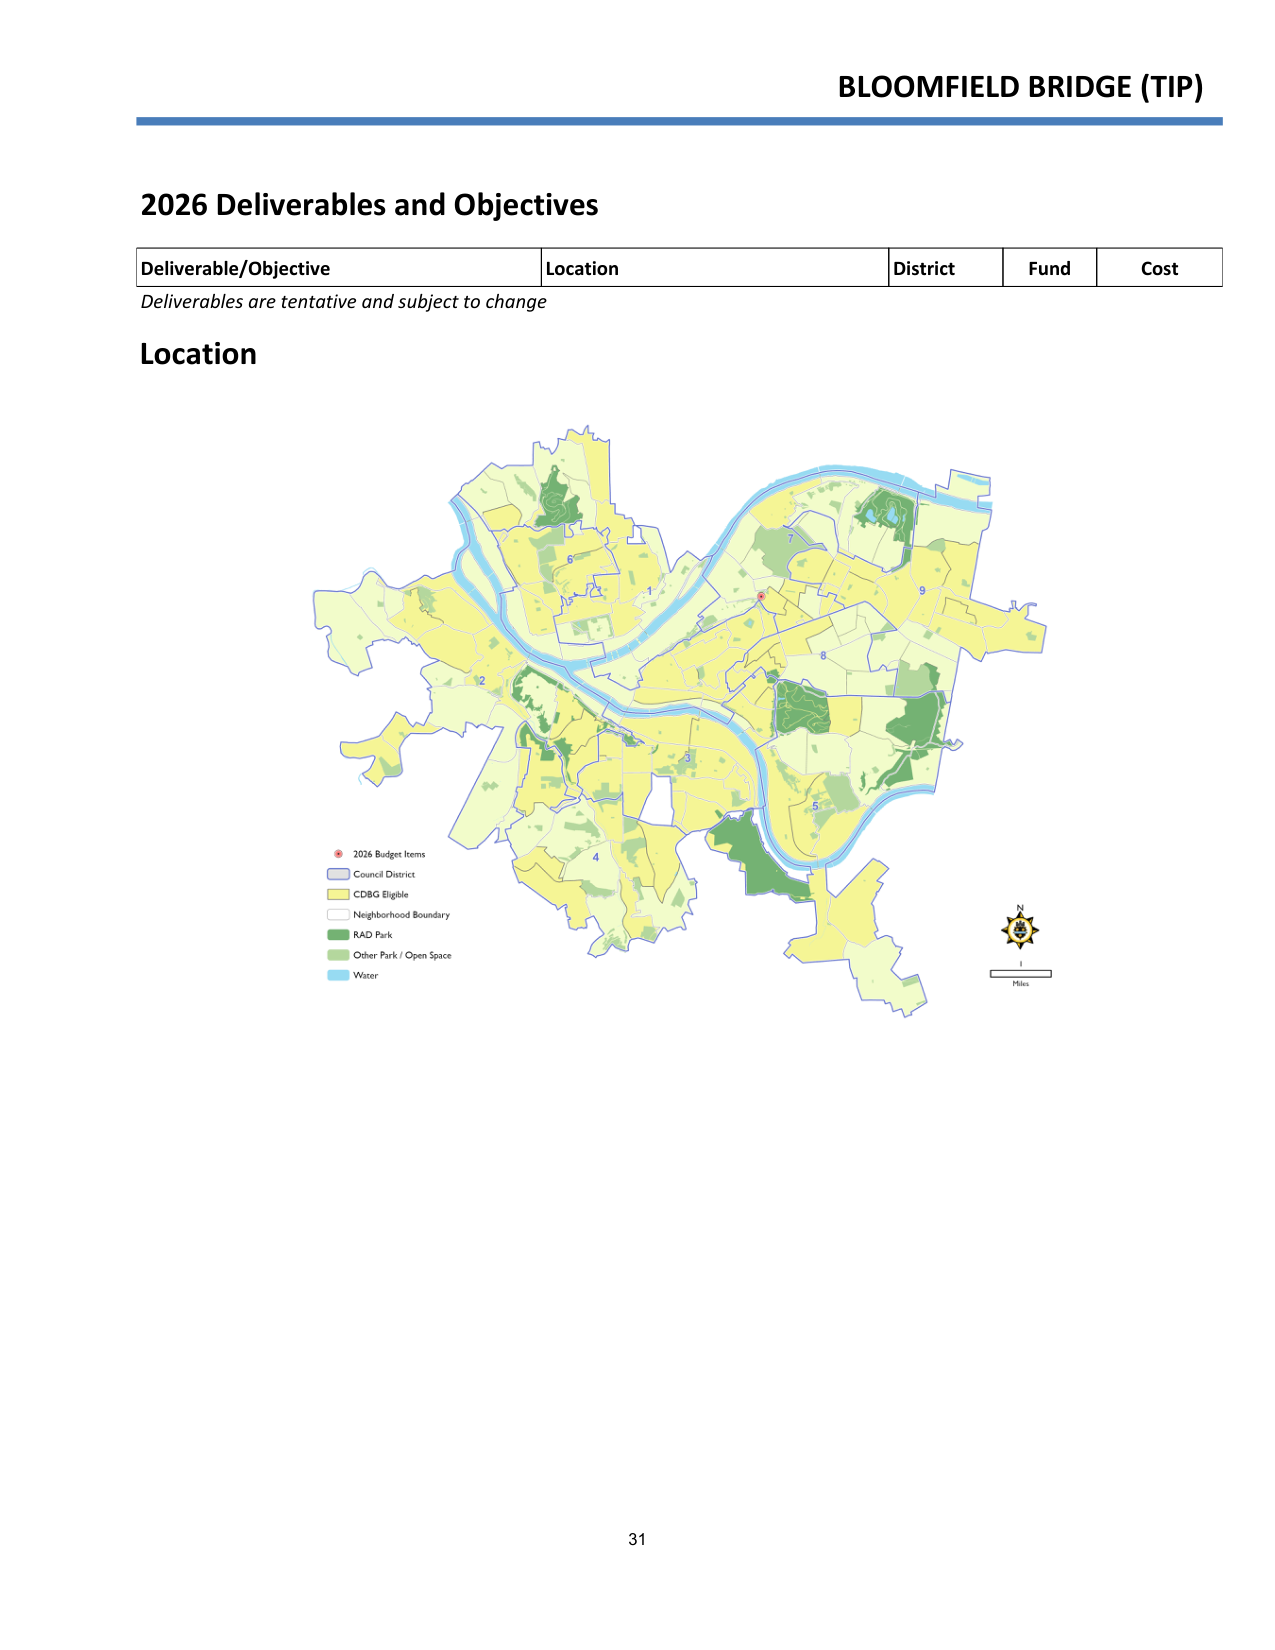 BLOOMFIELD BRIDGE (TIP)
2026 Deliverables and Objectives
Deliverable/Objective Location District Fund Cost
Deliverables are tentative and subject to change
Location
7
6
1
9
8
2
3
5
4
2026 Budget Items
Council District
CDBG Eligible
Neighborhood Boundary
RAD Park
Other Park / Open Space
Water
N
1
Miles
31